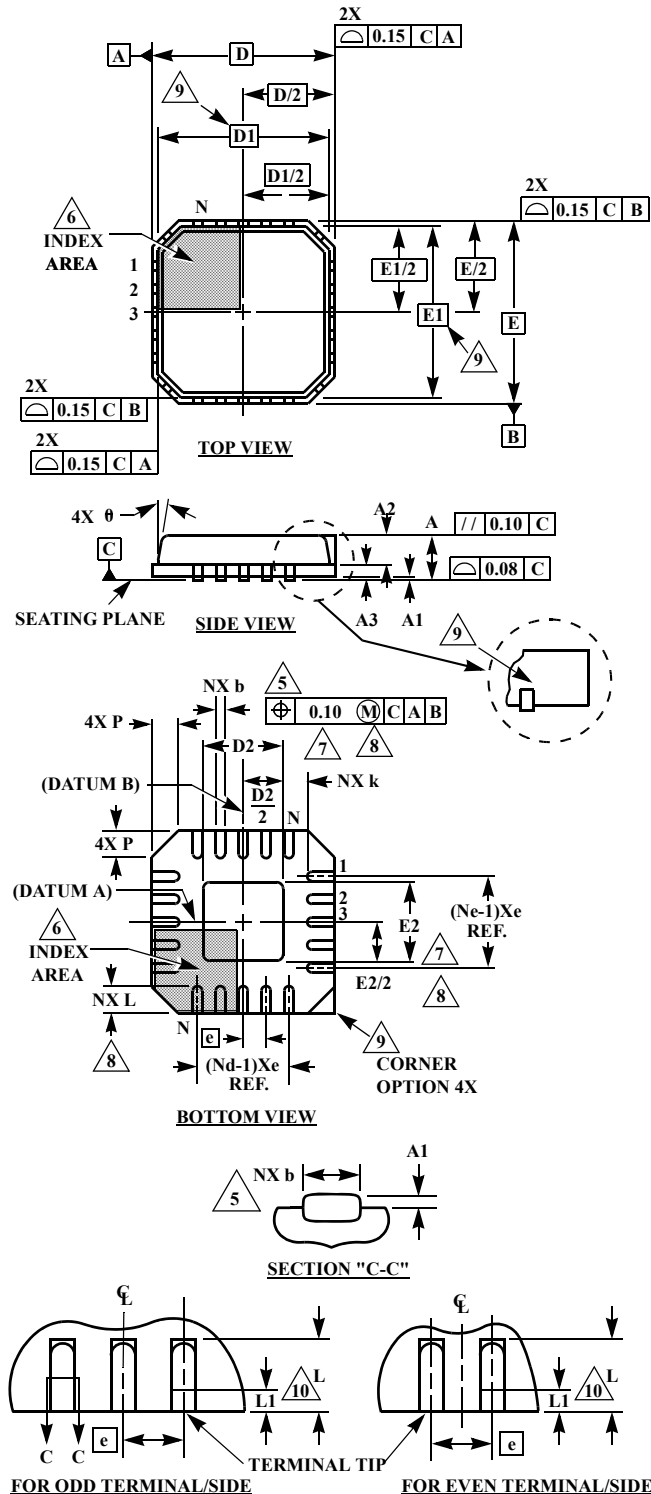 2X
0.15 C A
A
D
D/2
9
D1
D1/2
2X
0.15 C B
6
INDEX
AREA
N
1
2
3
E1/2
E/2
E1
E
9
2X
0.15 C B
2X
0.15 C A
B
TOP VIEW
4X θ
A2
A
// 0.10 C
C
0.08 C
SEATING PLANE
SIDE VIEW
A3
A1
9
NX b
5
⌖ 0.10 Ⓜ C A B
4X P
D2
7
8
(DATUM B)
D2
2
NX k
N
4X P
1
2
3
(DATUM A)
(Ne-1)Xe
REF.
6
INDEX
AREA
E2
7
E2/2
8
NX L
N
e
8
(Nd-1)Xe
REF.
9
CORNER
OPTION 4X
BOTTOM VIEW
A1
NX b
5
SECTION "C-C"
C
L
L
10
L1
C C
e
TERMINAL TIP
FOR ODD TERMINAL/SIDE
C
L
L
10
L1
e
FOR EVEN TERMINAL/SIDE